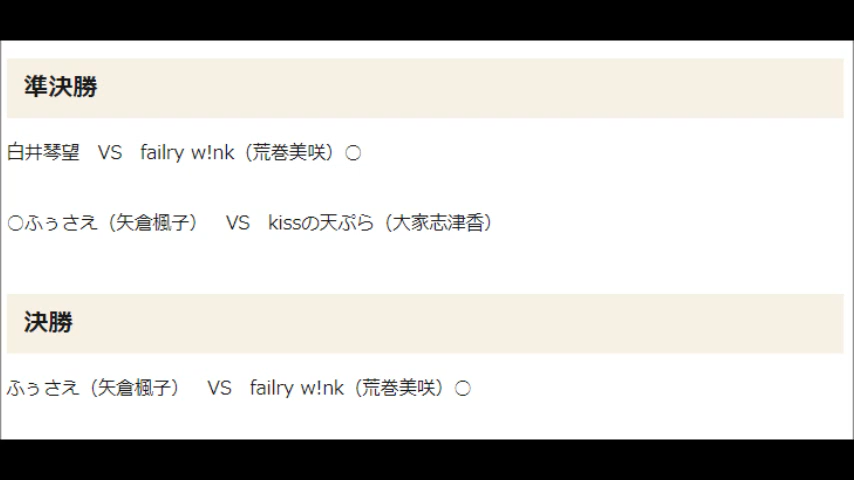 準決勝
白井琴望　VS　failry w!nk（荒巻美咲）○
○ふぅさえ（矢倉楓子）　VS　kissの天ぷら（大家志津香）
決勝
ふぅさえ（矢倉楓子）　VS　failry w!nk（荒巻美咲）○